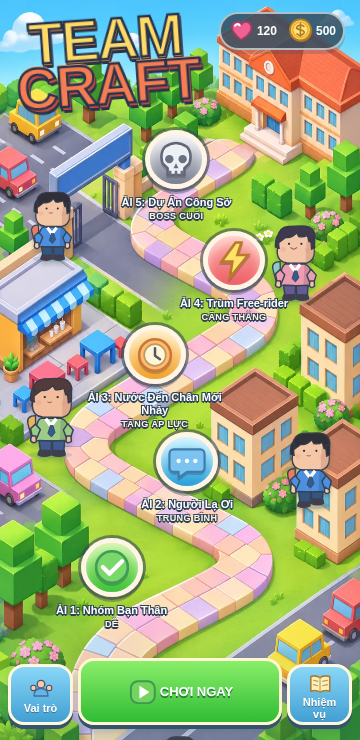 TEAM
CRAFT
120
500
ẢI 5: Dự Án Công Sở
BOSS CUỐI
ẢI 4: Trùm Free-rider
CĂNG THẲNG
ẢI 3: Nước Đến Chân Mới
Nhảy
TĂNG ÁP LỰC
ẢI 2: Người Lạ Ơi
TRUNG BÌNH
ẢI 1: Nhóm Bạn Thân
DỄ
Vai trò
CHƠI NGAY
Nhiệm
vụ